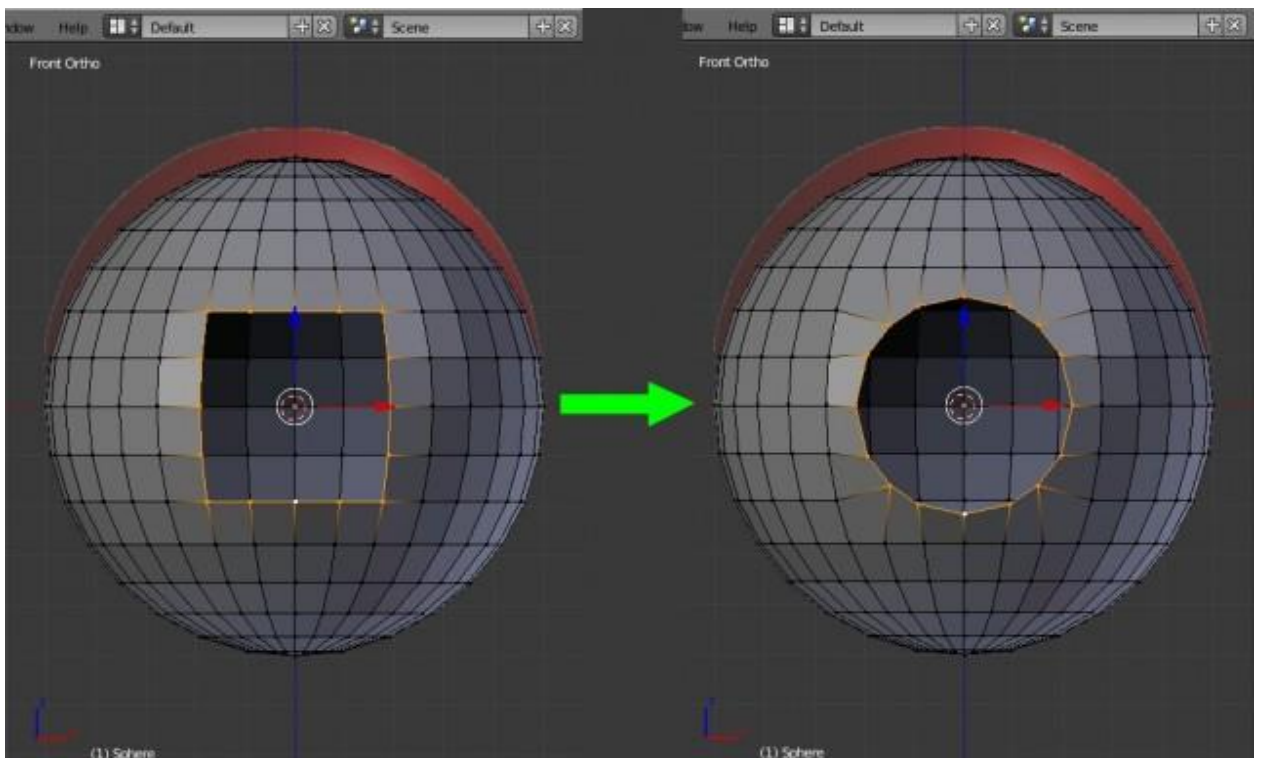 Help Default Scene
Front Ortho
(1) Sphere
Help Default Scene
Front Ortho
(1) Sphere